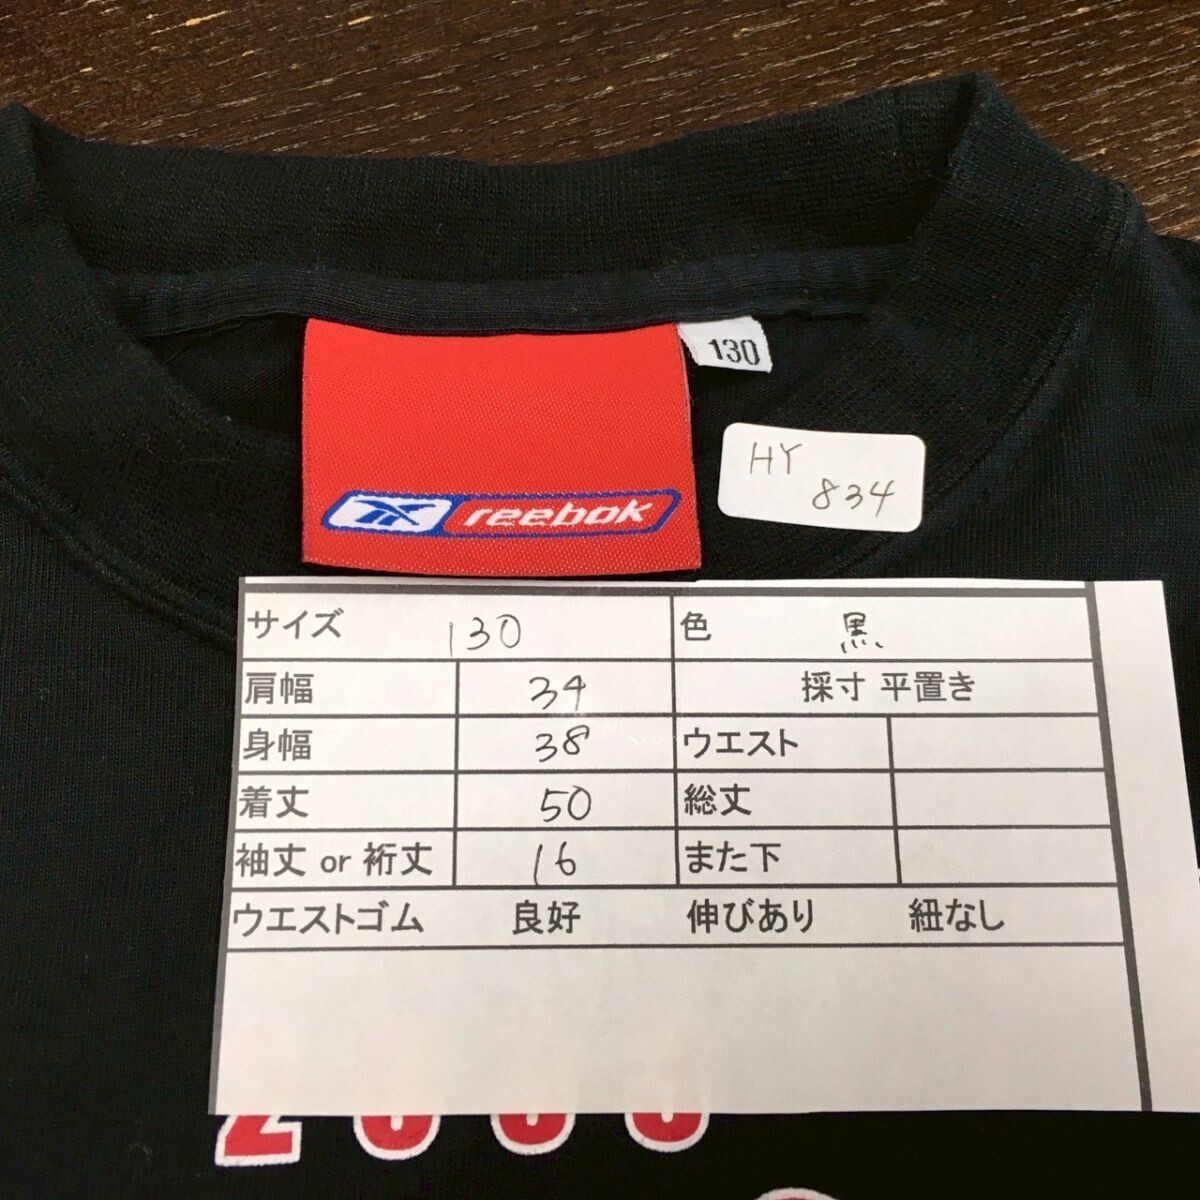 130
reebok
HY
834
サイズ 130 色 黒
肩幅 34 採寸 平置き
身幅 38 ウエスト
着丈 50 総丈
袖丈 or 裄丈 16 また下
ウエストゴム 良好 伸びあり 紐なし